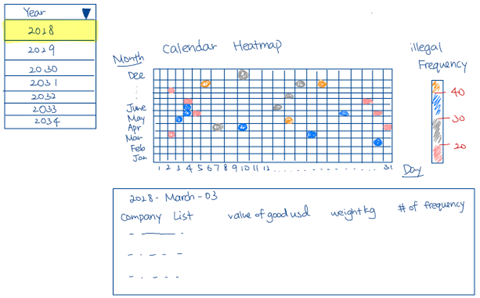 Year
2028
2029
2030
2031
2032
2033
2034
Calendar Heatmap
Month
Dec
June
May
Apr
Mar
Feb
Jan
1 2 3 4 5 6 7 8 9 10 11 12 31
Day
illegal
Frequency
40
30
20
2028 - March - 03
Company List value of good usd weight kg # of frequency